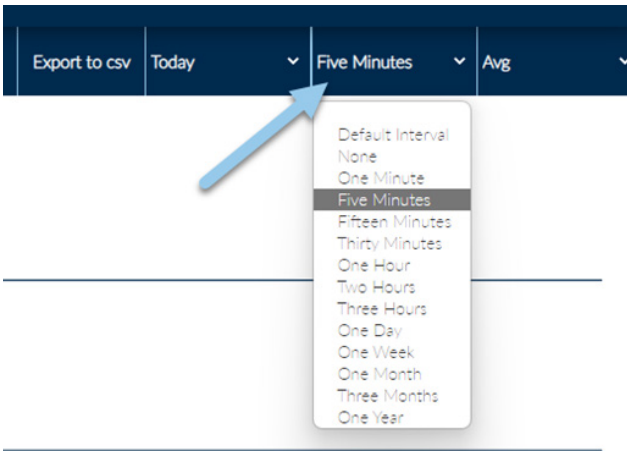 Export to csv Today Five Minutes Avg
Default Interval
None
One Minute
Five Minutes
Fifteen Minutes
Thirty Minutes
One Hour
Two Hours
Three Hours
One Day
One Week
One Month
Three Months
One Year